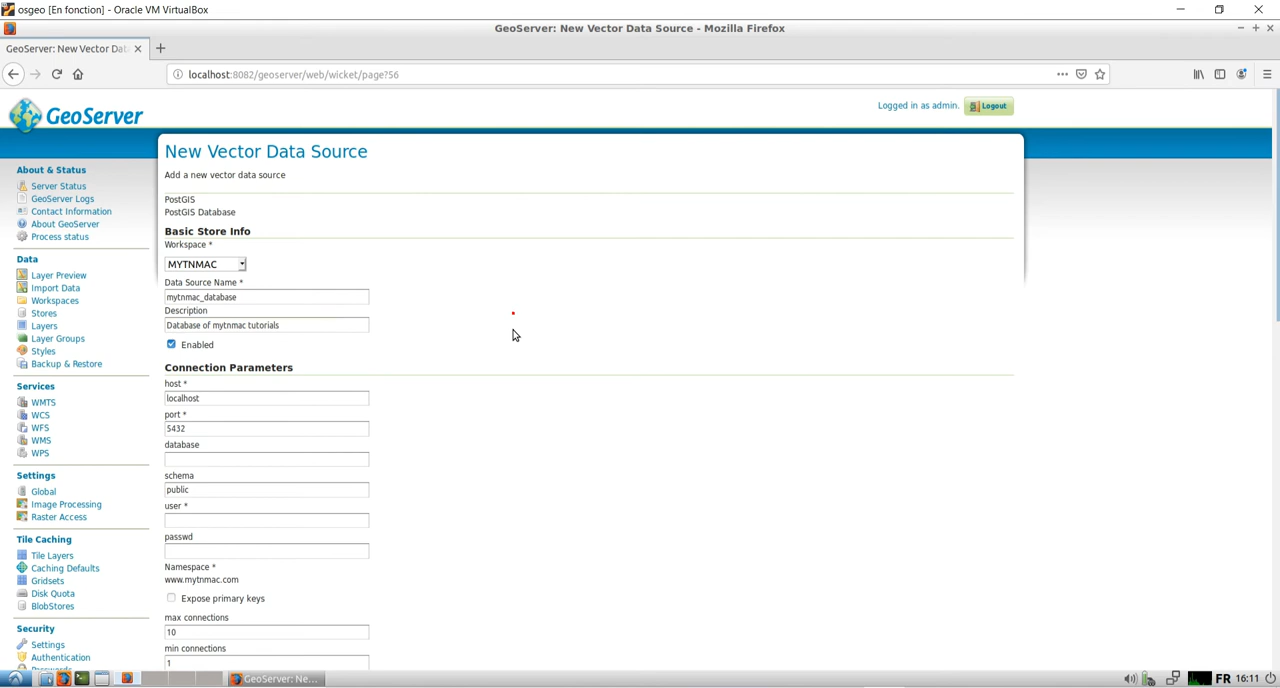 osgeo [En fonction] - Oracle VM VirtualBox
GeoServer: New Vector Data Source - Mozilla Firefox
GeoServer: New Vector Dat
localhost:8082/geoserver/web/wicket/page?56
GeoServer
Logged in as admin.
Logout
New Vector Data Source
Add a new vector data source
PostGIS
PostGIS Database
Basic Store Info
Workspace *
MYTNMAC
Data Source Name *
mytnmac_database
Description
Database of mytnmac tutorials
Enabled
Connection Parameters
host *
localhost
port *
5432
database
schema
public
user *
passwd
Namespace *
www.mytnmac.com
Expose primary keys
max connections
10
min connections
1
About & Status
Server Status
GeoServer Logs
Contact Information
About GeoServer
Process status
Data
Layer Preview
Import Data
Workspaces
Stores
Layers
Layer Groups
Styles
Backup & Restore
Services
WMTS
WCS
WFS
WMS
WPS
Settings
Global
Image Processing
Raster Access
Tile Caching
Tile Layers
Caching Defaults
Gridsets
Disk Quota
BlobStores
Security
Settings
Authentication
Passwords
GeoServer: Ne...
FR 16:11